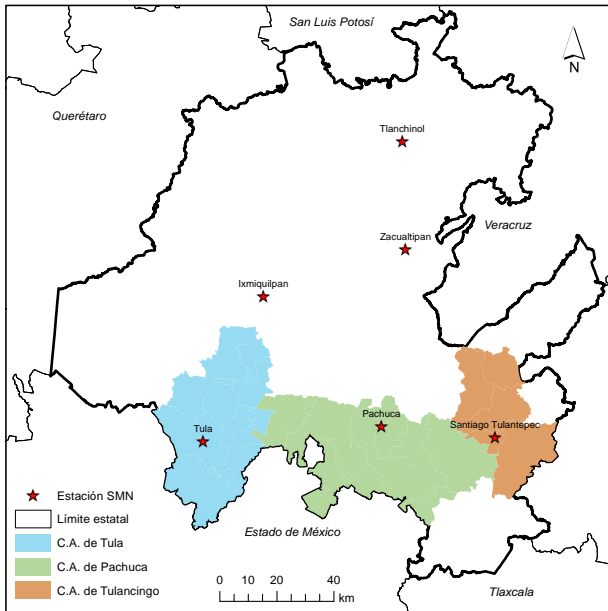 San Luis Potosí
N
Querétaro
Tlanchinol
Veracruz
Zacualtipan
Ixmiquilpan
Pachuca
Santiago Tulantepec
Tula
Estación SMN
Límite estatal
Estado de México
C.A. de Tula
C.A. de Pachuca
C.A. de Tulancingo
0 20 40
km
Tlaxcala